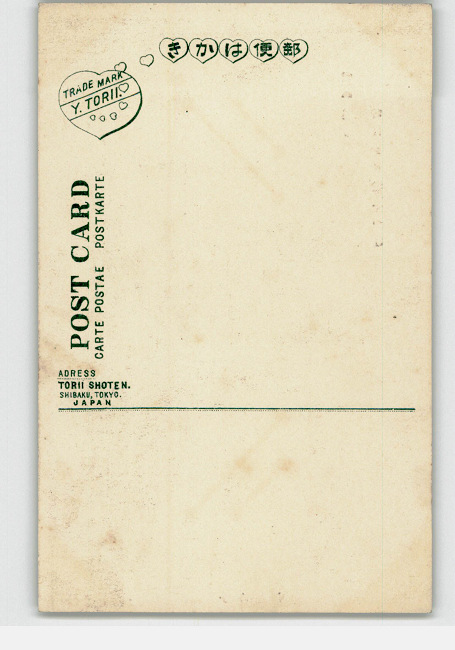 きかは便郵
TRADE MARK
Y. TORII.
POST CARD
CARTE POSTAE POSTKARTE
ADRESS
TORII SHOTEN.
SHIBAKU, TOKYO.
JAPAN